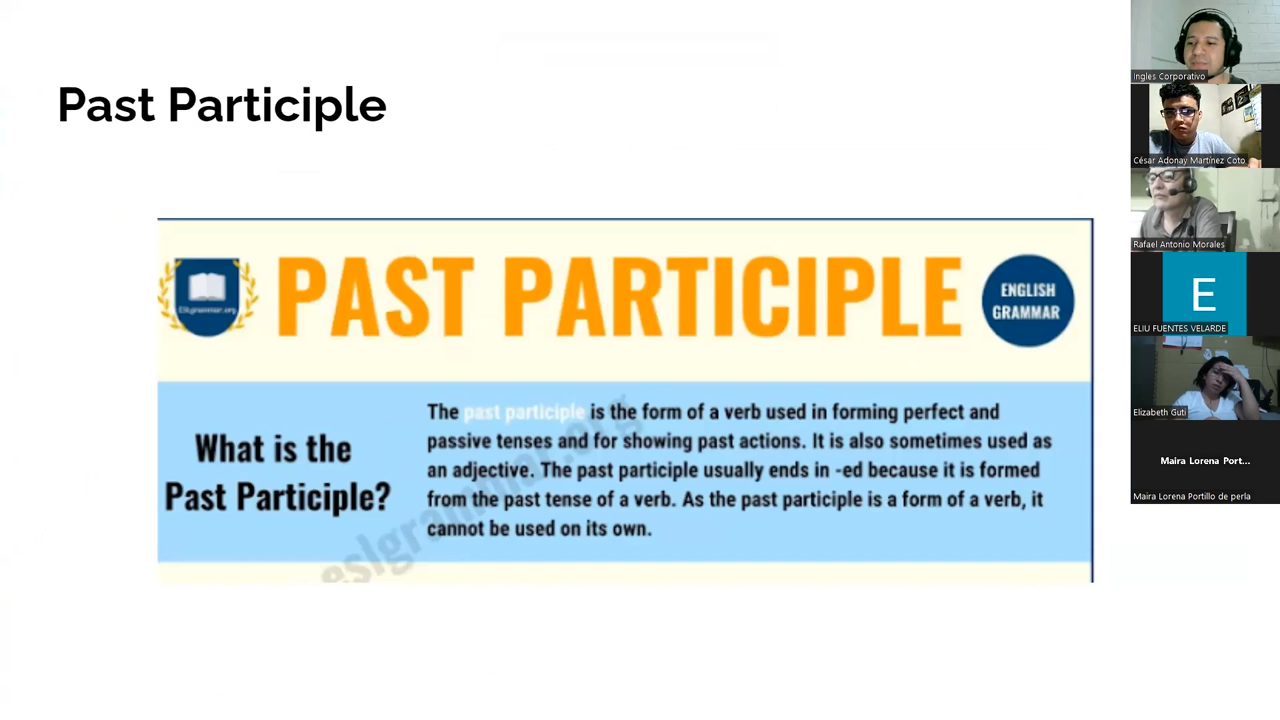 Past Participle
Eslgrammar.org
PAST PARTICIPLE
ENGLISH
GRAMMAR
What is the
Past Participle?
The past participle is the form of a verb used in forming perfect and
passive tenses and for showing past actions. It is also sometimes used as
an adjective. The past participle usually ends in -ed because it is formed
from the past tense of a verb. As the past participle is a form of a verb, it
cannot be used on its own.
eslgrammar.org
Ingles Corporativo
César Adonay Martínez Coto
Rafael Antonio Morales
E
ELIU FUENTES VELARDE
Elizabeth Guti
Maira Lorena Port...
Maira Lorena Portillo de perla